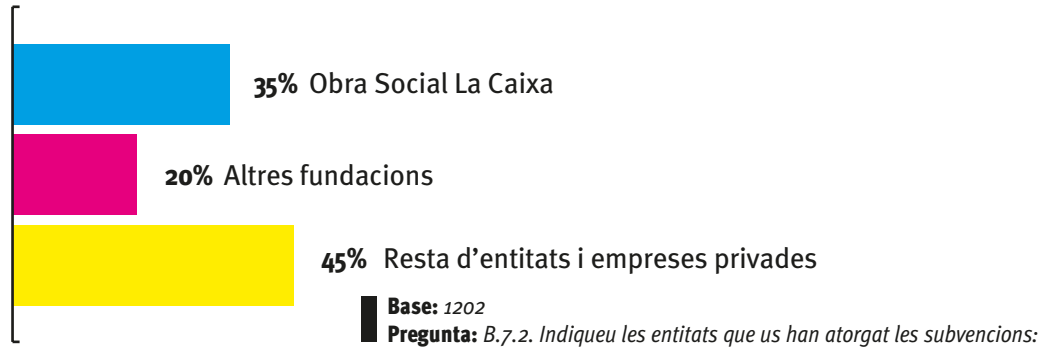 35% Obra Social La Caixa
20% Altres fundacions
45% Resta d’entitats i empreses privades
Base: 1202
Pregunta: B.7.2. Indiqueu les entitats que us han atorgat les subvencions: